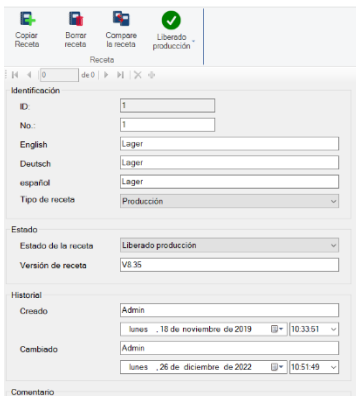 Copiar Receta
Borrar receta
Compare la receta
Liberado producción
Receta
0 de 0
Identificación
ID: 1
No.: 1
English Lager
Deutsch Lager
español Lager
Tipo de receta Producción
Estado
Estado de la receta Liberado producción
Versión de receta V8.35
Historial
Creado Admin
lunes , 18 de noviembre de 2019 10:33:51
Cambiado Admin
lunes , 26 de diciembre de 2022 10:51:49
Comentario